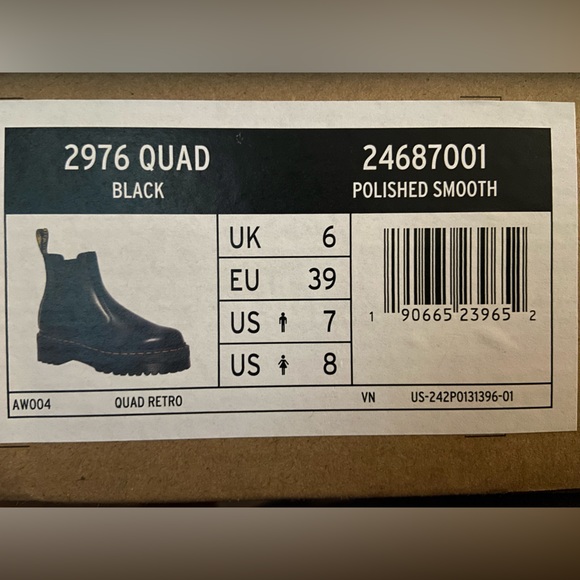 2976 QUAD
BLACK
24687001
POLISHED SMOOTH
UK 6
EU 39
US 7
US 8
1 90665 23965 2
AW004 QUAD RETRO VN US-242P0131396-01